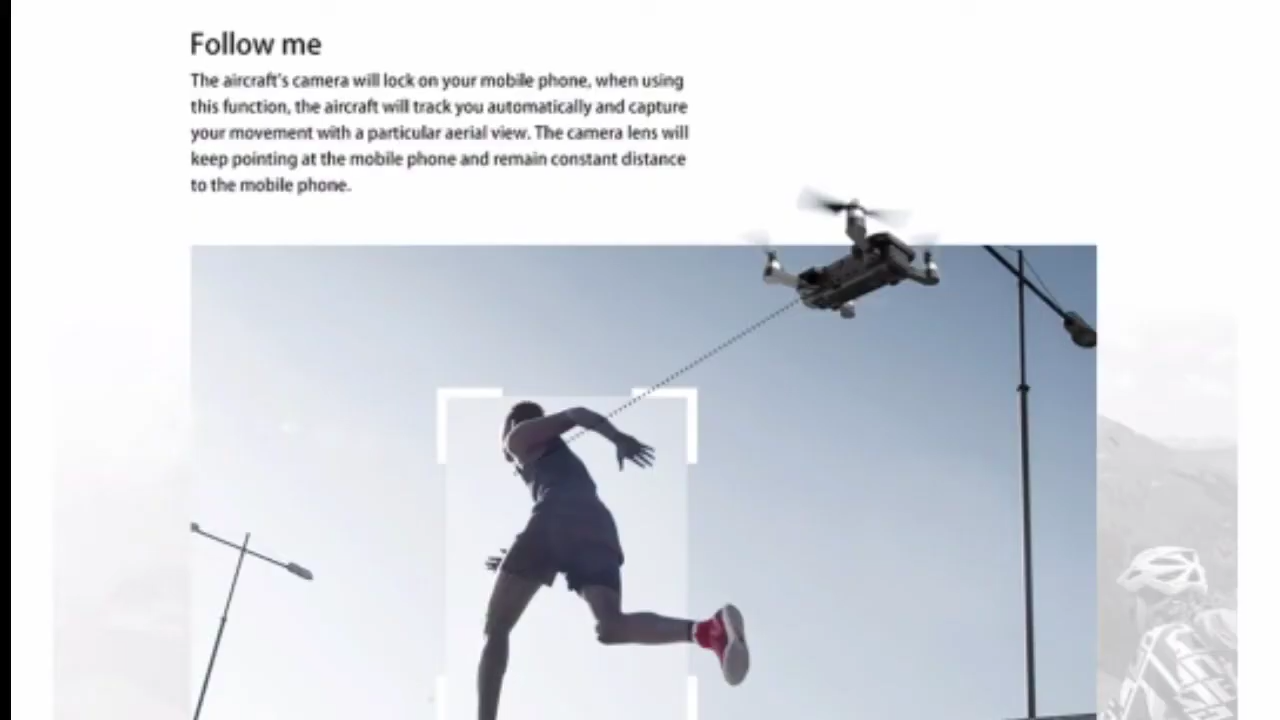 Follow me
The aircraft's camera will lock on your mobile phone, when using
this function, the aircraft will track you automatically and capture
your movement with a particular aerial view. The camera lens will
keep pointing at the mobile phone and remain constant distance
to the mobile phone.